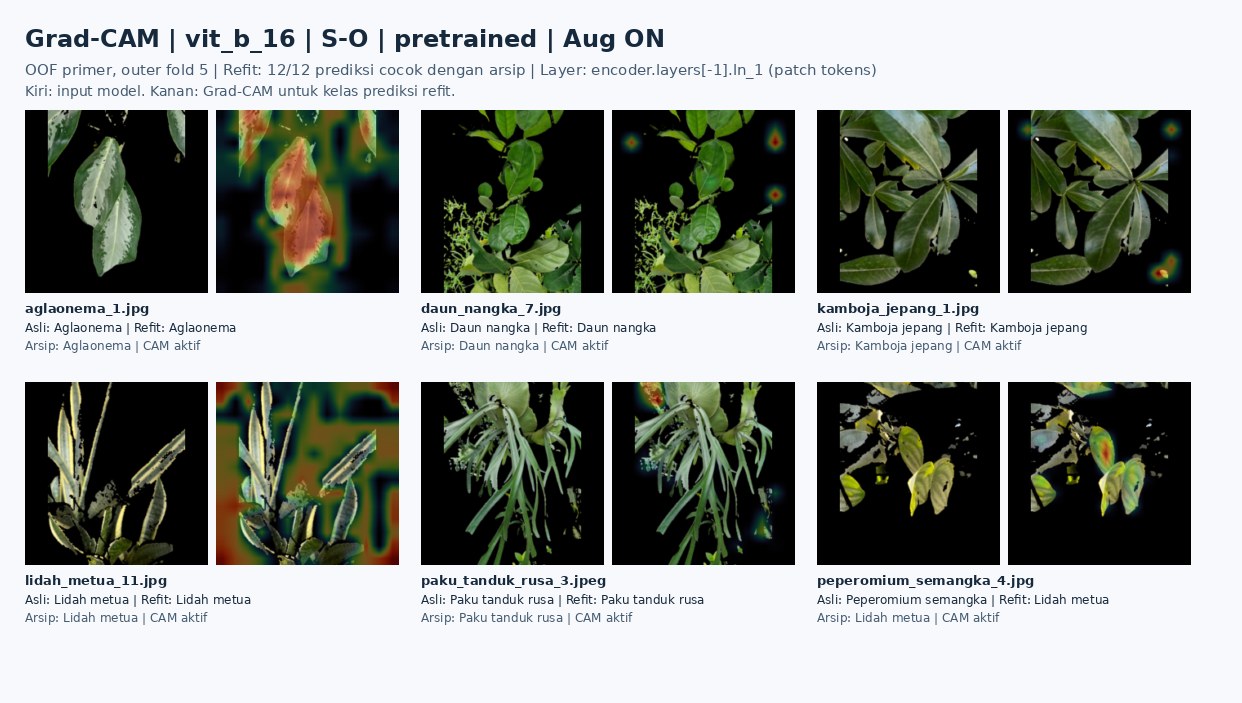 Grad-CAM | vit_b_16 | S-O | pretrained | Aug ON
OOF primer, outer fold 5 | Refit: 12/12 prediksi cocok dengan arsip | Layer: encoder.layers[-1].ln_1 (patch tokens)
Kiri: input model. Kanan: Grad-CAM untuk kelas prediksi refit.
aglaonema_1.jpg
Asli: Aglaonema | Refit: Aglaonema
Arsip: Aglaonema | CAM aktif
daun_nangka_7.jpg
Asli: Daun nangka | Refit: Daun nangka
Arsip: Daun nangka | CAM aktif
kamboja_jepang_1.jpg
Asli: Kamboja jepang | Refit: Kamboja jepang
Arsip: Kamboja jepang | CAM aktif
lidah_metua_11.jpg
Asli: Lidah metua | Refit: Lidah metua
Arsip: Lidah metua | CAM aktif
paku_tanduk_rusa_3.jpeg
Asli: Paku tanduk rusa | Refit: Paku tanduk rusa
Arsip: Paku tanduk rusa | CAM aktif
peperomium_semangka_4.jpg
Asli: Peperomium semangka | Refit: Lidah metua
Arsip: Lidah metua | CAM aktif